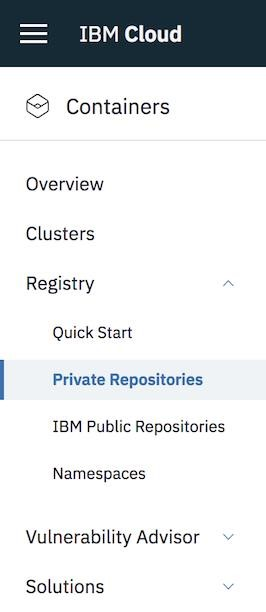 IBM Cloud
Containers
Overview
Clusters
Registry
Quick Start
Private Repositories
IBM Public Repositories
Namespaces
Vulnerability Advisor
Solutions